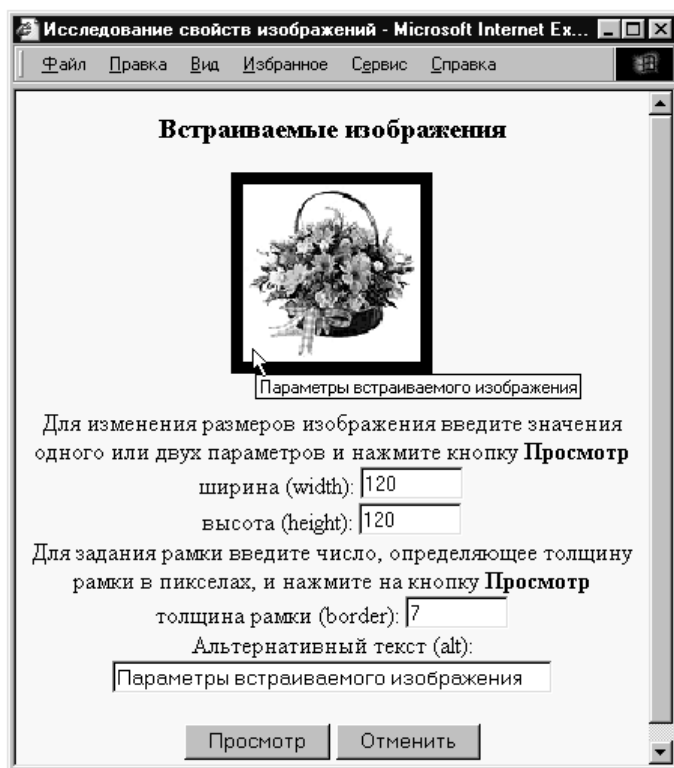 Исследование свойств изображений - Microsoft Internet Ex...
Файл Правка Вид Избранное Сервис Справка
Встраиваемые изображения
Параметры встраиваемого изображения
Для изменения размеров изображения введите значения
одного или двух параметров и нажмите кнопку Просмотр
ширина (width): 120
высота (height): 120
Для задания рамки введите число, определяющее толщину
рамки в пикселах, и нажмите на кнопку Просмотр
толщина рамки (border): 7
Альтернативный текст (alt):
Параметры встраиваемого изображения
Просмотр Отменить